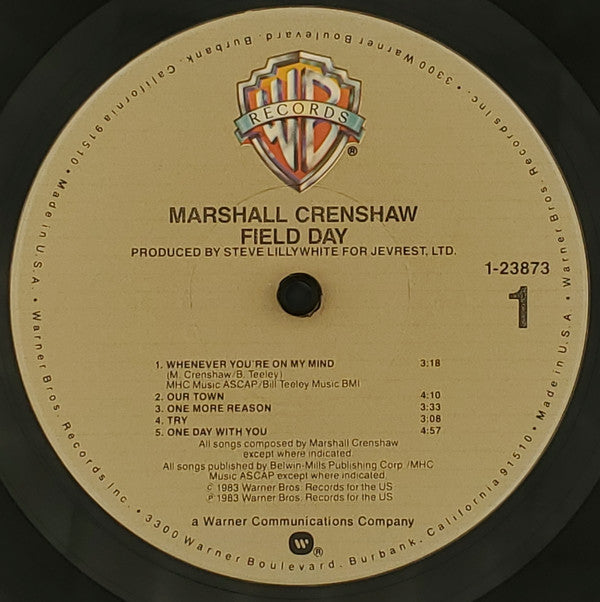 WB
RECORDS
®
MARSHALL CRENSHAW
FIELD DAY
PRODUCED BY STEVE LILLYWHITE FOR JEVREST, LTD.
1-23873
1
1. WHENEVER YOU'RE ON MY MIND 3:18
(M. Crenshaw/B. Teeley)
MHC Music ASCAP/Bill Teeley Music BMI
2. OUR TOWN 4:10
3. ONE MORE REASON 3:33
4. TRY 3:08
5. ONE DAY WITH YOU 4:57
All songs composed by Marshall Crenshaw
except where indicated.
All songs published by Belwin-Mills Publishing Corp./MHC
Music ASCAP except where indicated.
© 1983 Warner Bros. Records for the US
℗ 1983 Warner Bros. Records for the US
a Warner Communications Company
W ®
Warner Bros. Records Inc. • 3300 Warner Boulevard, Burbank, California 91510 • Made in U.S.A. • Warner Bros. Records Inc. • 3300 Warner Boulevard, Burbank, California 91510 • Made in U.S.A. •